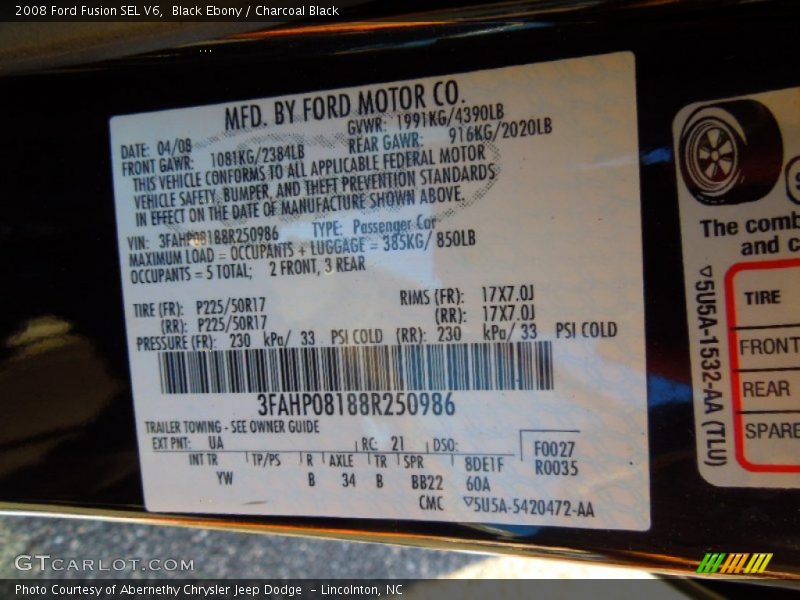 2008 Ford Fusion SEL V6,  Black Ebony / Charcoal Black
MFD. BY FORD MOTOR CO.
DATE: 04/08 GVWR: 1991KG/4390LB
FRONT GAWR: 1081KG/2384LB REAR GAWR: 916KG/2020LB
THIS VEHICLE CONFORMS TO ALL APPLICABLE FEDERAL MOTOR
VEHICLE SAFETY, BUMPER, AND THEFT PREVENTION STANDARDS
IN EFFECT ON THE DATE OF MANUFACTURE SHOWN ABOVE.
VIN: 3FAHP08188R250986 TYPE: Passenger Car
MAXIMUM LOAD = OCCUPANTS + LUGGAGE = 385KG/ 850LB
OCCUPANTS = 5 TOTAL; 2 FRONT, 3 REAR
TIRE (FR): P225/50R17 RIMS (FR): 17X7.0J
(RR): P225/50R17 (RR): 17X7.0J
PRESSURE (FR): 230 kPa/ 33 PSI COLD (RR): 230 kPa/ 33 PSI COLD
3FAHP08188R250986
TRAILER TOWING - SEE OWNER GUIDE
EXT PNT: UA RC: 21 DSO: F0027
INT TR TP/PS R AXLE TR SPR 8DE1F R0035
YW B 34 B BB22 60A
CMC ▽5U5A-5420472-AA
The comb
and c
TIRE
FRONT
REAR
SPARE
▽5U5A-1532-AA (TLU)
GTCARLOT.COM
Photo Courtesy of Abernethy Chrysler Jeep Dodge  – Lincolnton, NC